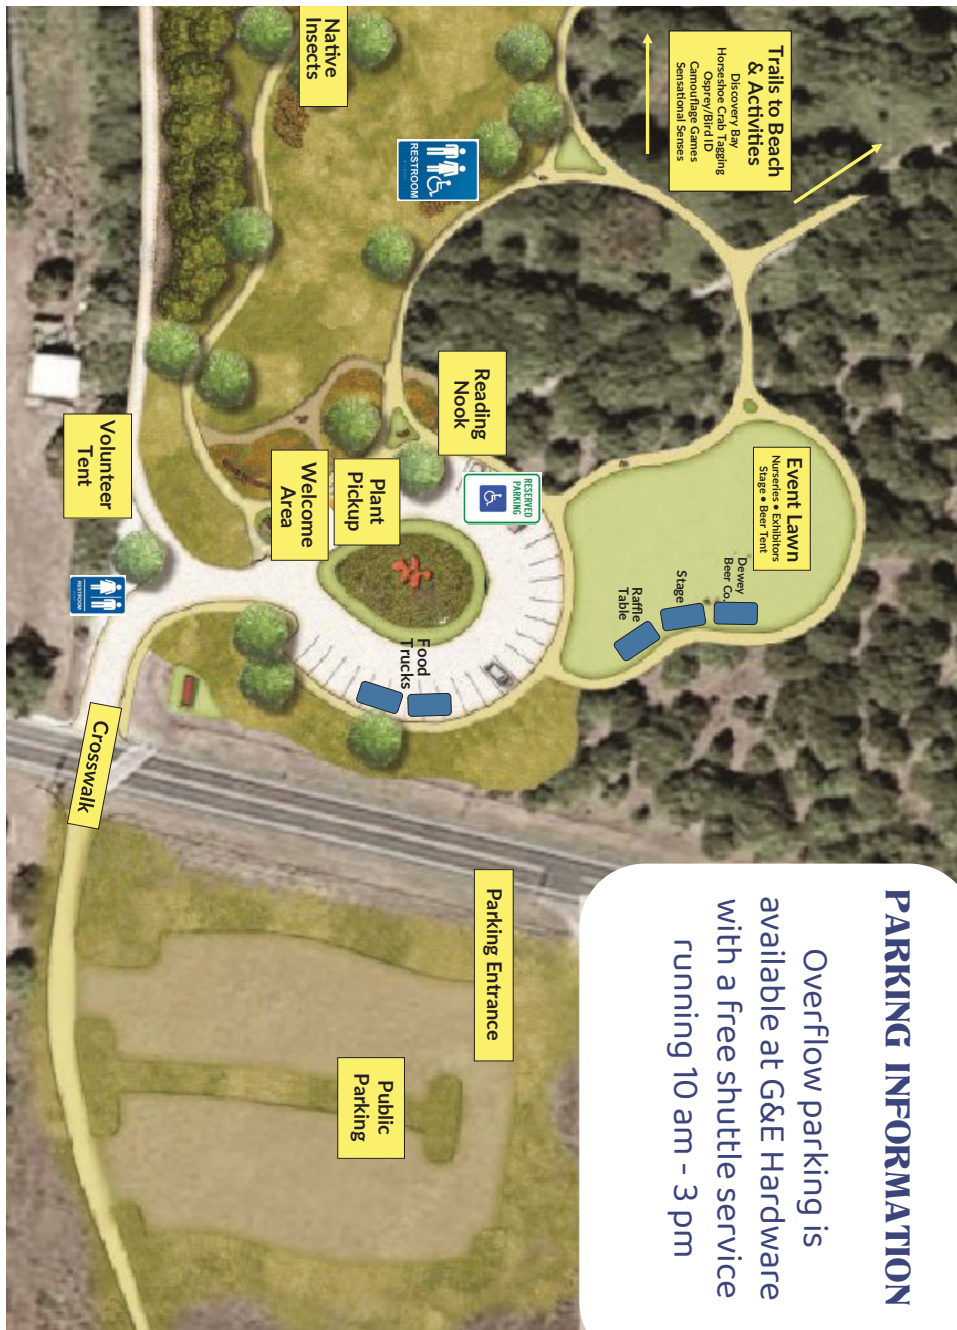 Trails to Beach
& Activities
Discovery Bay
Horseshoe Crab Tagging
Osprey/Bird ID
Camouflage Games
Sensational Senses
Native
Insects
RESTROOM
Event Lawn
Nurseries • Exhibitors
Stage • Beer Tent
Dewey
Beer Co.
Stage
Raffle
Table
Reading
Nook
RESERVED
PARKING
Plant
Pickup
Welcome
Area
Volunteer
Tent
RESTROOM
Food
Trucks
Crosswalk
Parking Entrance
Public
Parking
PARKING INFORMATION
Overflow parking is
available at G&E Hardware
with a free shuttle service
running 10 am - 3 pm